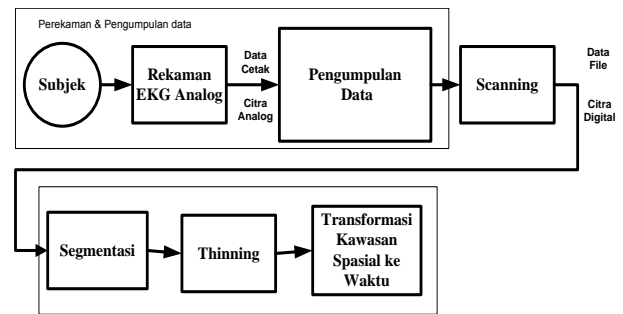 Perekaman & Pengumpulan data
Subjek
Rekaman
EKG Analog
Data
Cetak
Citra
Analog
Pengumpulan
Data
Scanning
Data
File
Citra
Digital
Segmentasi
Thinning
Transformasi
Kawasan
Spasial ke
Waktu